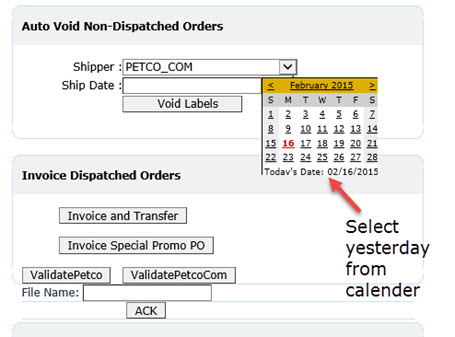 Auto Void Non-Dispatched Orders
Shipper : PETCO_COM
Ship Date :
Void Labels
< February 2015 >
S M T W T F S
1 2 3 4 5 6 7
8 9 10 11 12 13 14
15 16 17 18 19 20 21
22 23 24 25 26 27 28
Today's Date: 02/16/2015
Invoice Dispatched Orders
Invoice and Transfer
Invoice Special Promo PO
ValidatePetco ValidatePetcoCom
File Name:
ACK
Select
yesterday
from
calender